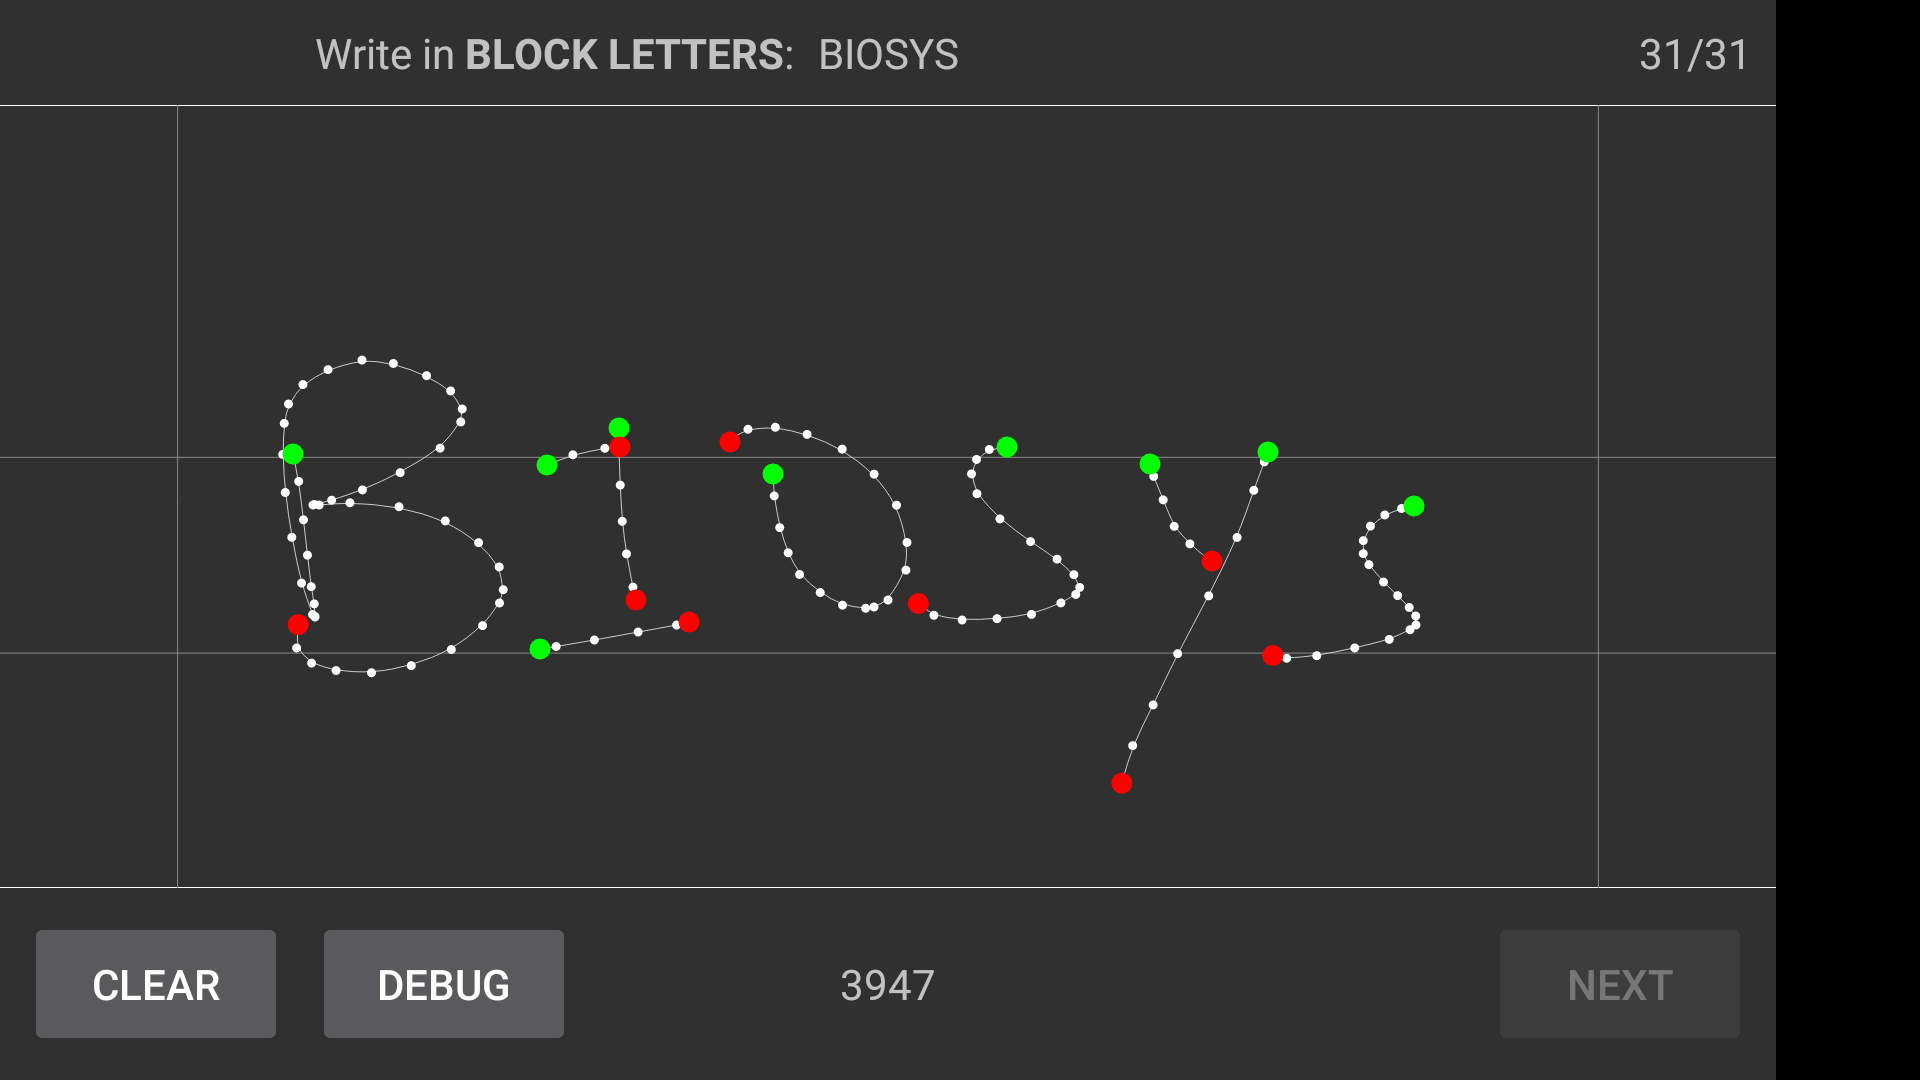 Write in BLOCK LETTERS: BIOSYS 31/31
BIOSYS
CLEAR DEBUG 3947 NEXT